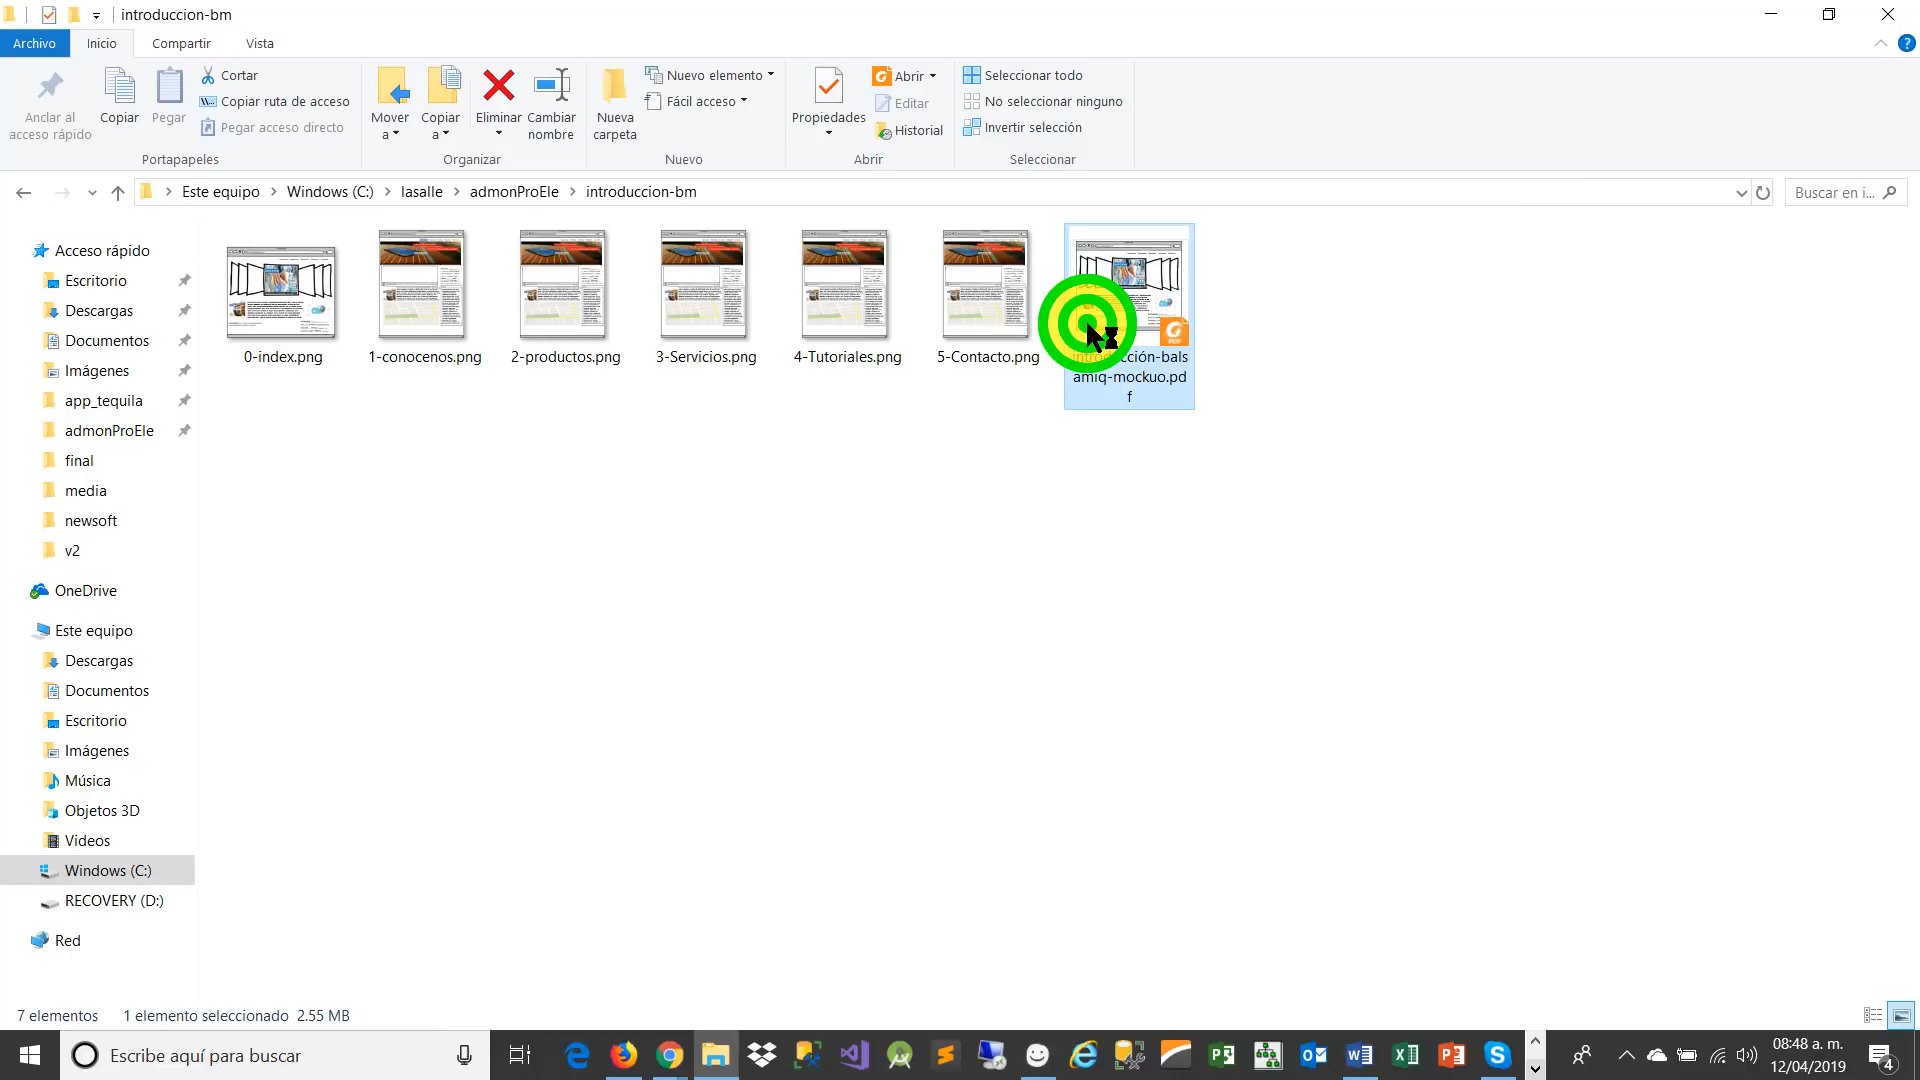 introduccion-bm
Archivo Inicio Compartir Vista
Anclar al acceso rápido
Copiar
Pegar
Cortar
Copiar ruta de acceso
Pegar acceso directo
Portapapeles
Mover a
Copiar a
Eliminar
Cambiar nombre
Organizar
Nueva carpeta
Nuevo elemento
Fácil acceso
Nuevo
Propiedades
Abrir
Editar
Historial
Abrir
Seleccionar todo
No seleccionar ninguno
Invertir selección
Seleccionar
Este equipo > Windows (C:) > lasalle > admonProEle > introduccion-bm
Buscar en i...
Acceso rápido
Escritorio
Descargas
Documentos
Imágenes
app_tequila
admonProEle
final
media
newsoft
v2
OneDrive
Este equipo
Descargas
Documentos
Escritorio
Imágenes
Música
Objetos 3D
Videos
Windows (C:)
RECOVERY (D:)
Red
0-index.png
1-conocenos.png
2-productos.png
3-Servicios.png
4-Tutoriales.png
5-Contacto.png
introducción-bals
amiq-mockuo.pd
f
PDF
7 elementos 1 elemento seleccionado 2.55 MB
Escribe aquí para buscar
08:48 a. m.
12/04/2019
4